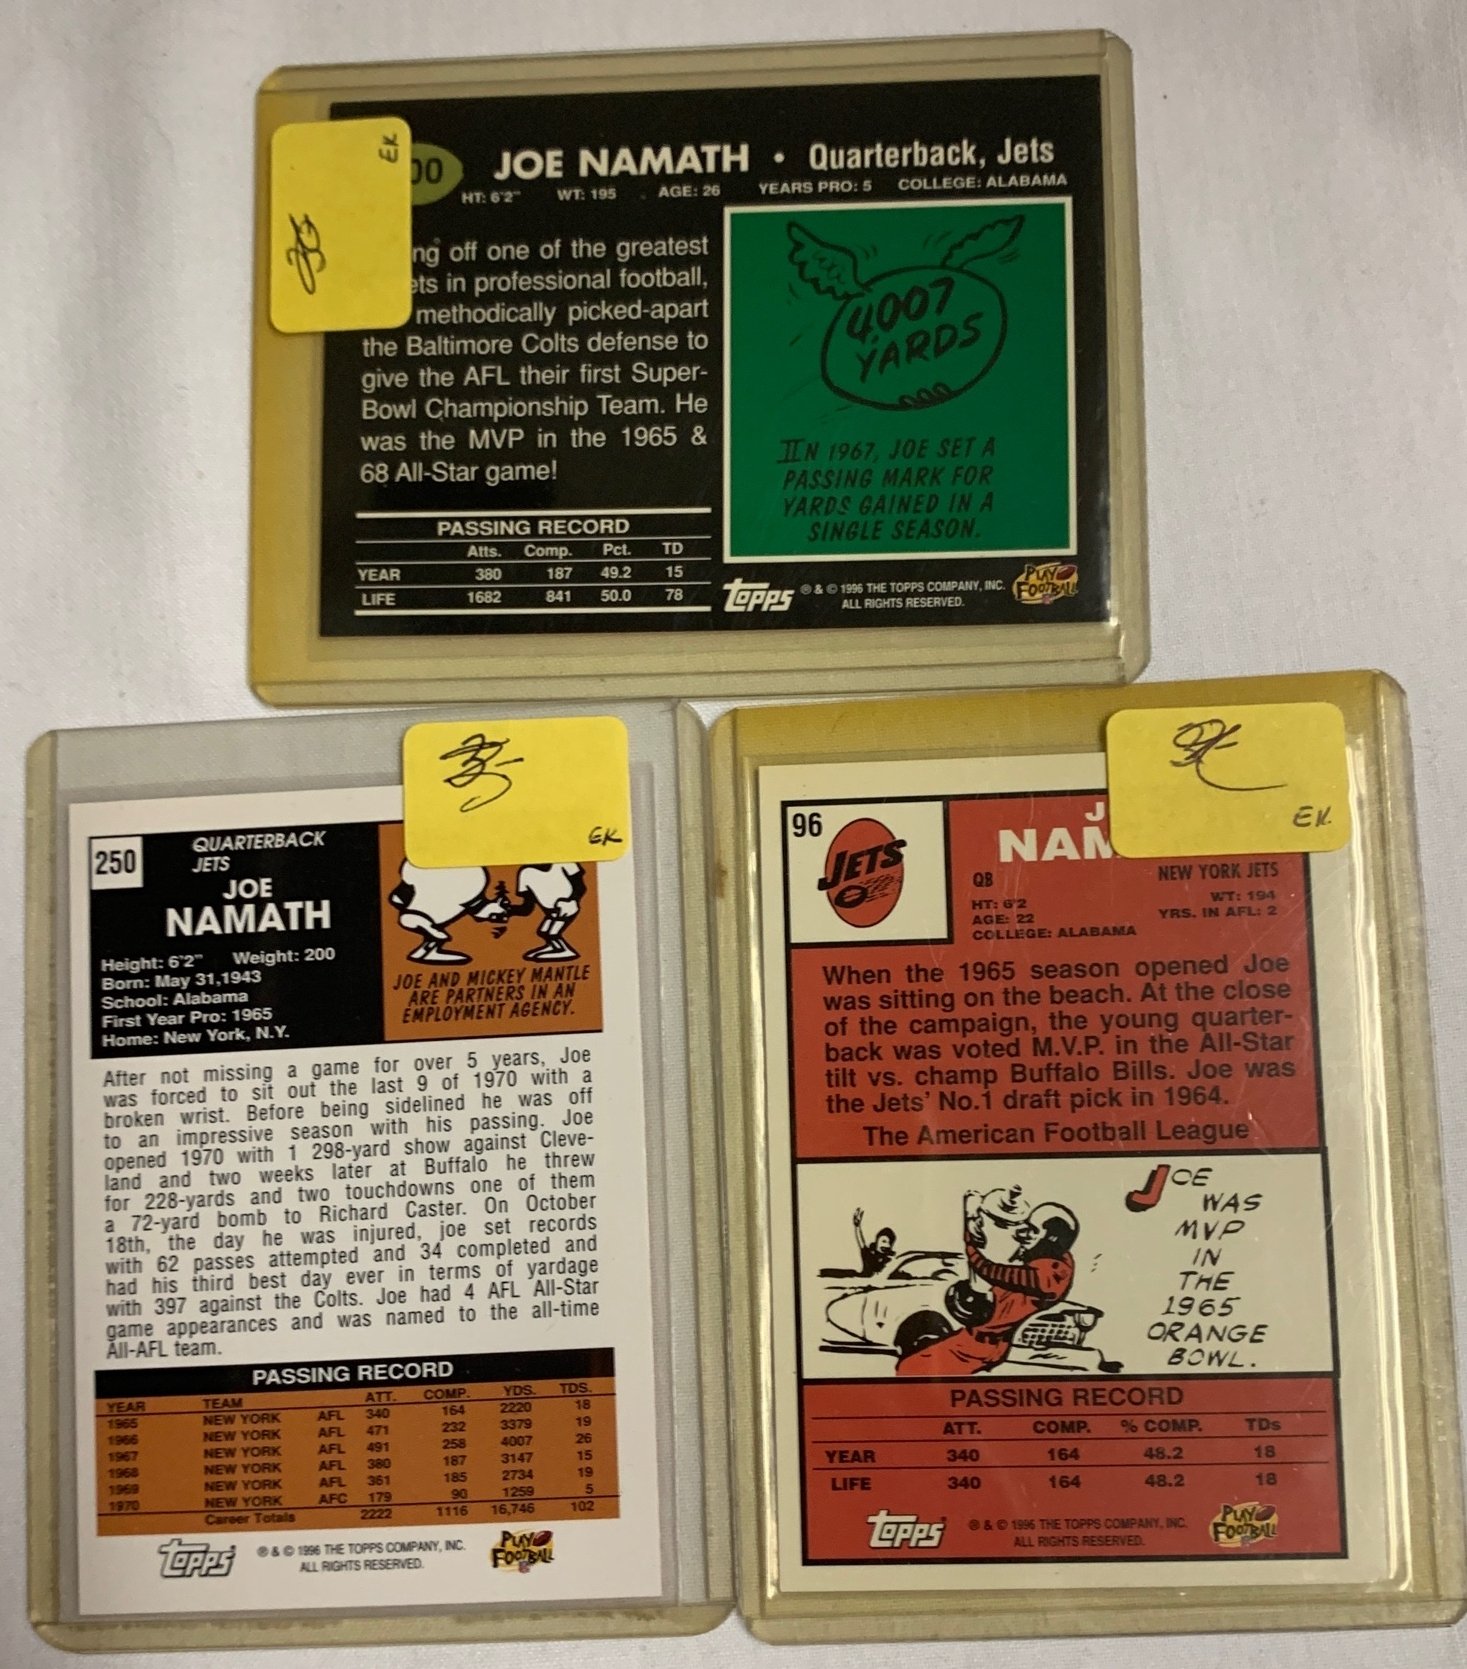 EK
00
JOE NAMATH • Quarterback, Jets
HT: 6'2" WT: 195 AGE: 26 YEARS PRO: 5 COLLEGE: ALABAMA
ng off one of the greatest
ets in professional football,
methodically picked-apart
the Baltimore Colts defense to
give the AFL their first Super-
Bowl Championship Team. He
was the MVP in the 1965 &
68 All-Star game!
4007
YARDS
IN 1967, JOE SET A
PASSING MARK FOR
YARDS GAINED IN A
SINGLE SEASON.
PASSING RECORD
Atts. Comp. Pct. TD
YEAR 380 187 49.2 15
LIFE 1682 841 50.0 78
TOPPS ® & © 1996 THE TOPPS COMPANY, INC.
ALL RIGHTS RESERVED.
PLAY
FOOTBALL
EK
250
QUARTERBACK
JETS
JOE
NAMATH
Height: 6'2" Weight: 200
Born: May 31,1943
School: Alabama
First Year Pro: 1965
Home: New York, N.Y.
JOE AND MICKEY MANTLE
ARE PARTNERS IN AN
EMPLOYMENT AGENCY.
After not missing a game for over 5 years, Joe
was forced to sit out the last 9 of 1970 with a
broken wrist. Before being sidelined he was off
to an impressive season with his passing. Joe
opened 1970 with 1 298-yard show against Cleve-
land and two weeks later at Buffalo he threw
for 228-yards and two touchdowns one of them
a 72-yard bomb to Richard Caster. On October
18th, the day he was injured, joe set records
with 62 passes attempted and 34 completed and
had his third best day ever in terms of yardage
with 397 against the Colts. Joe had 4 AFL All-Star
game appearances and was named to the all-time
All-AFL team.
PASSING RECORD
YEAR TEAM ATT. COMP. YDS. TDS.
1965 NEW YORK AFL 340 164 2220 18
1966 NEW YORK AFL 471 232 3379 19
1967 NEW YORK AFL 491 258 4007 26
1968 NEW YORK AFL 380 187 3147 15
1969 NEW YORK AFL 361 185 2734 19
1970 NEW YORK AFC 179 90 1259 5
Career Totals 2222 1116 16,746 102
TOPPS ® & © 1996 THE TOPPS COMPANY, INC.
ALL RIGHTS RESERVED.
PLAY
FOOTBALL
EK.
96
JETS
J
NAM
QB NEW YORK JETS
HT: 6'2 WT: 194
AGE: 22 YRS. IN AFL: 2
COLLEGE: ALABAMA
When the 1965 season opened Joe
was sitting on the beach. At the close
of the campaign, the young quarter-
back was voted M.V.P. in the All-Star
tilt vs. champ Buffalo Bills. Joe was
the Jets' No.1 draft pick in 1964.
The American Football League
JOE
WAS
MVP
IN
THE
1965
ORANGE
BOWL.
PASSING RECORD
ATT. COMP. % COMP. TDs
YEAR 340 164 48.2 18
LIFE 340 164 48.2 18
TOPPS ® & © 1996 THE TOPPS COMPANY, INC.
ALL RIGHTS RESERVED.
PLAY
FOOTBALL